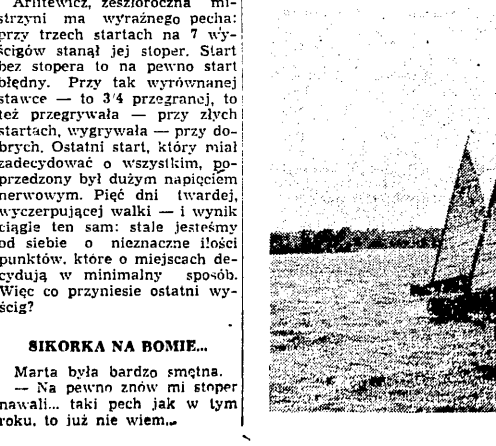 Arlitewicz, zeszłoroczna mi-
strzyni ma wyraźnego pecha:
przy trzech startach na 7 wy-
ścigów stanął jej stoper. Start
bez stopera to na pewno start
błędny. Przy tak wyrównanej
stawce — to 3/4 przegranej, to
też przegrywała — przy złych
startach, wygrywała — przy do-
brych. Ostatni start, który miał
zadecydować o wszystkim, po-
przedzony był dużym napięciem
nerwowym. Pięć dni twardej,
wyczerpującej walki — i wynik
ciągle ten sam: stale jesteśmy
od siebie o nieznaczne ilości
punktów, które o miejscach de-
cydują w minimalny sposób.
Więc co przyniesie ostatni wy-
ścig?
SIKORKA NA BOMIE...
Marta była bardzo smętna.
— Na pewno znów mi stoper
nawali... taki pech jak w tym
roku, to już nie wiem...